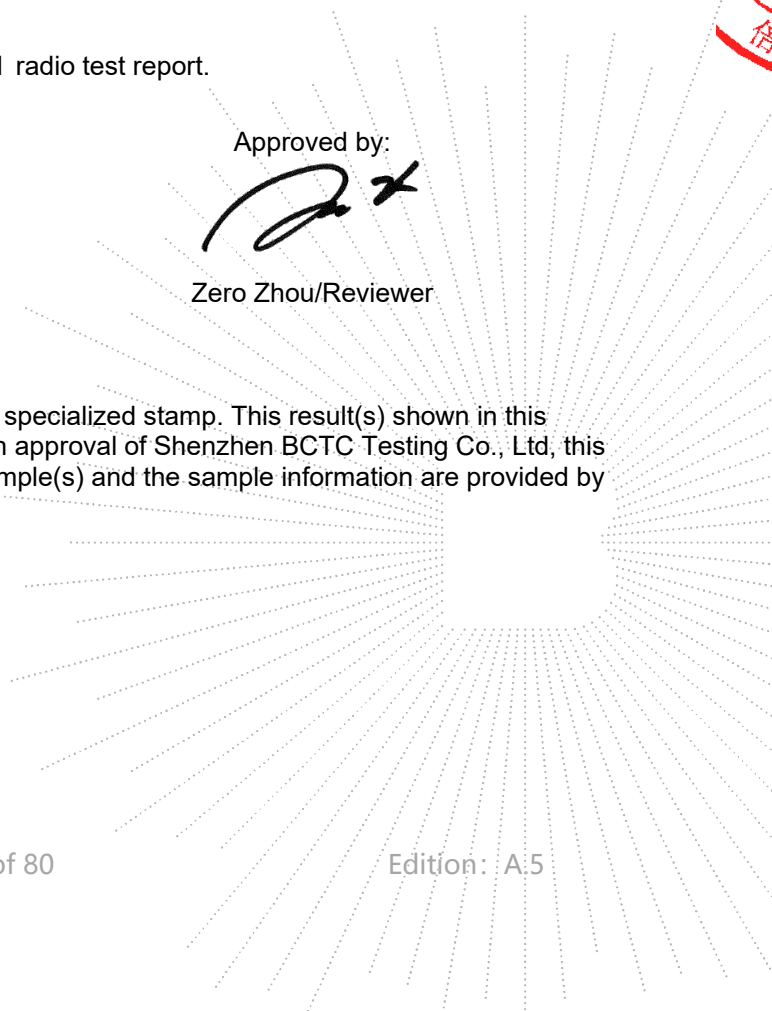 radio test report.
Approved by:
Zero Zhou/Reviewer
specialized stamp. This result(s) shown in this
approval of Shenzhen BCTC Testing Co., Ltd, this
mple(s) and the sample information are provided by
of 80
Edition：A.5